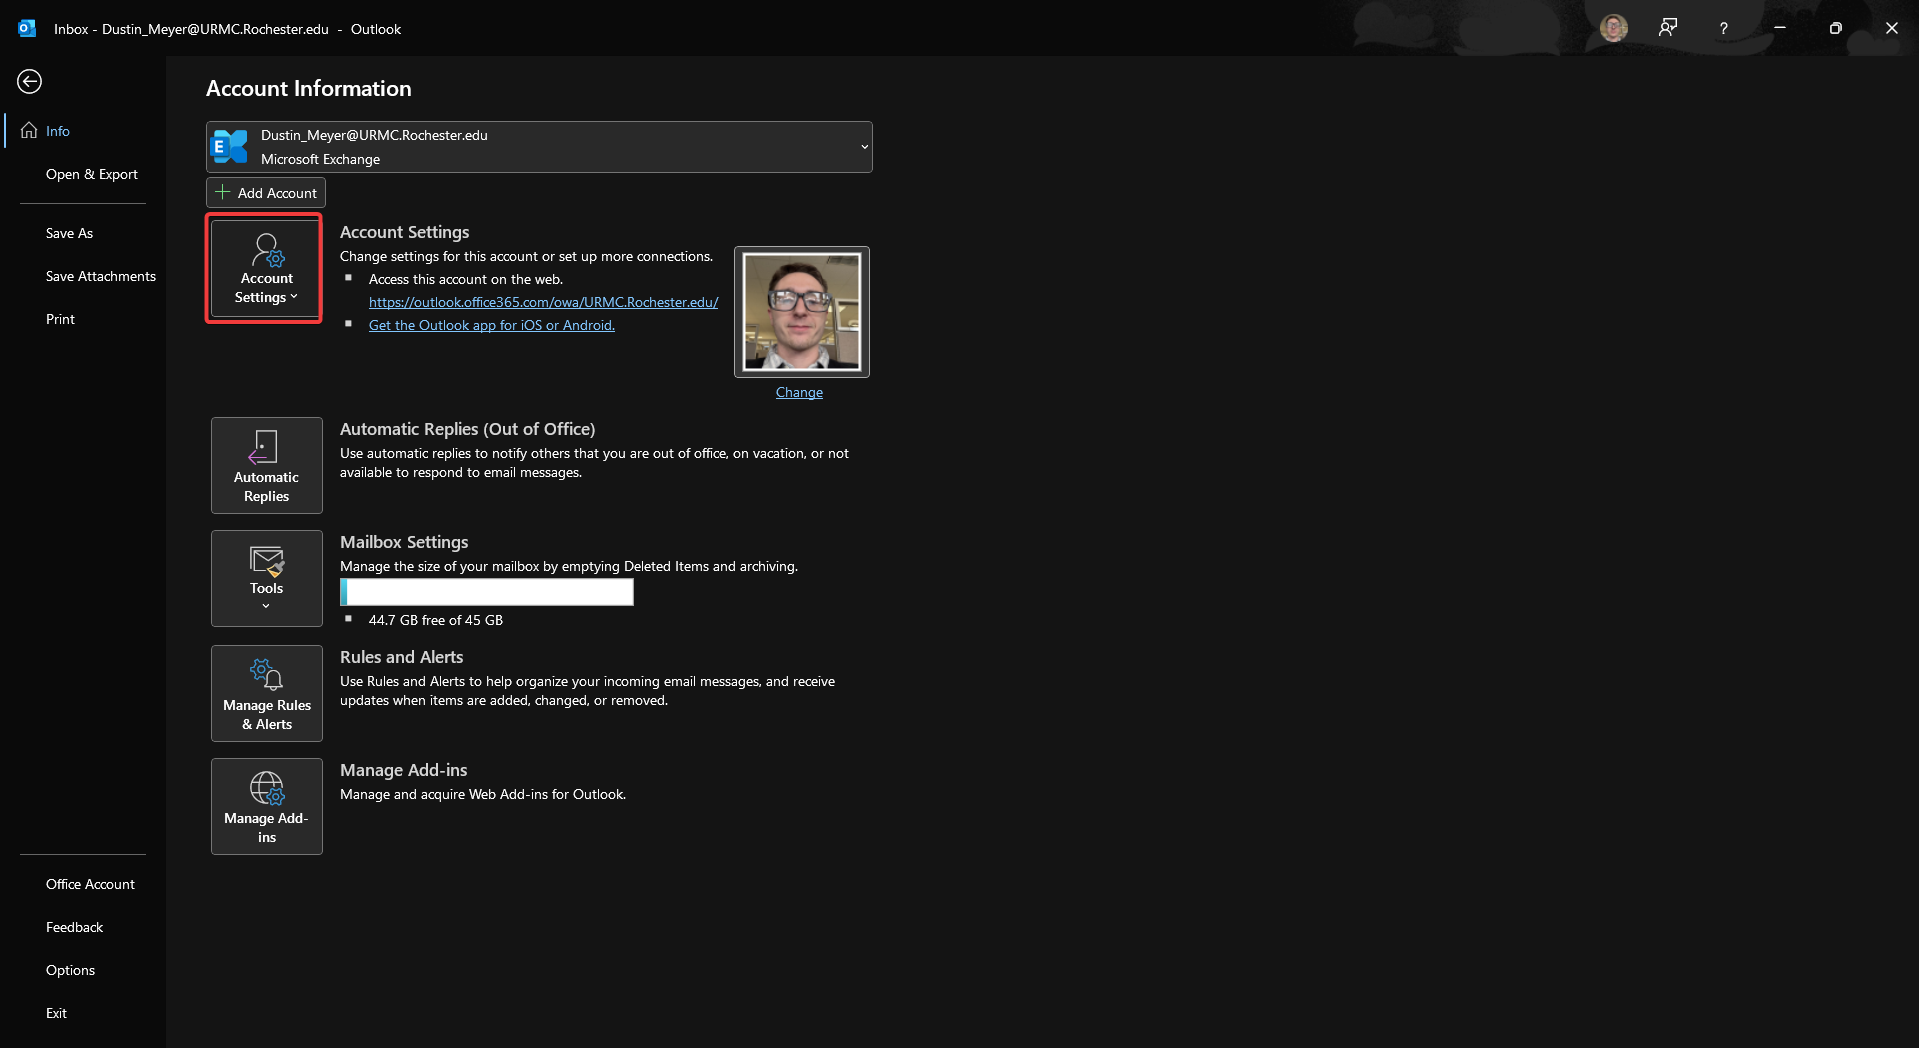 Inbox - Dustin_Meyer@URMC.Rochester.edu - Outlook
?
Account Information
Info
Open & Export
Save As
Save Attachments
Print
Office Account
Feedback
Options
Exit
E
Dustin_Meyer@URMC.Rochester.edu
Microsoft Exchange
Add Account
Account
Settings
Account Settings
Change settings for this account or set up more connections.
Access this account on the web.
https://outlook.office365.com/owa/URMC.Rochester.edu/
Get the Outlook app for iOS or Android.
Change
Automatic
Replies
Automatic Replies (Out of Office)
Use automatic replies to notify others that you are out of office, on vacation, or not
available to respond to email messages.
Tools
Mailbox Settings
Manage the size of your mailbox by emptying Deleted Items and archiving.
44.7 GB free of 45 GB
Manage Rules
& Alerts
Rules and Alerts
Use Rules and Alerts to help organize your incoming email messages, and receive
updates when items are added, changed, or removed.
Manage Add-
ins
Manage Add-ins
Manage and acquire Web Add-ins for Outlook.